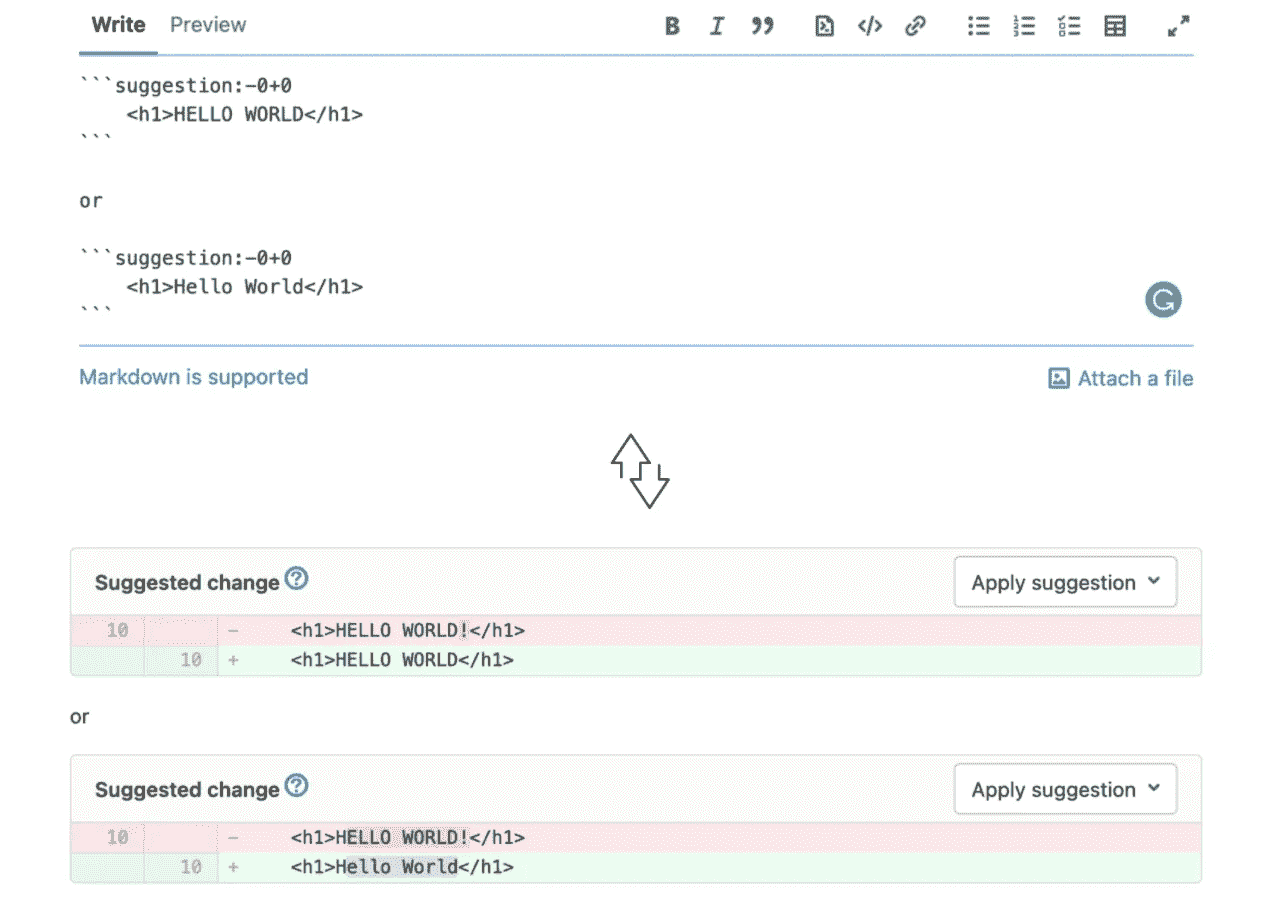 Write Preview
```suggestion:-0+0
    <h1>HELLO WORLD</h1>
```
or
```suggestion:-0+0
    <h1>Hello World</h1>
```
Markdown is supported Attach a file
Suggested change Apply suggestion
10 - <h1>HELLO WORLD!</h1>
10 + <h1>HELLO WORLD</h1>
or
Suggested change Apply suggestion
10 - <h1>HELLO WORLD!</h1>
10 + <h1>Hello World</h1>